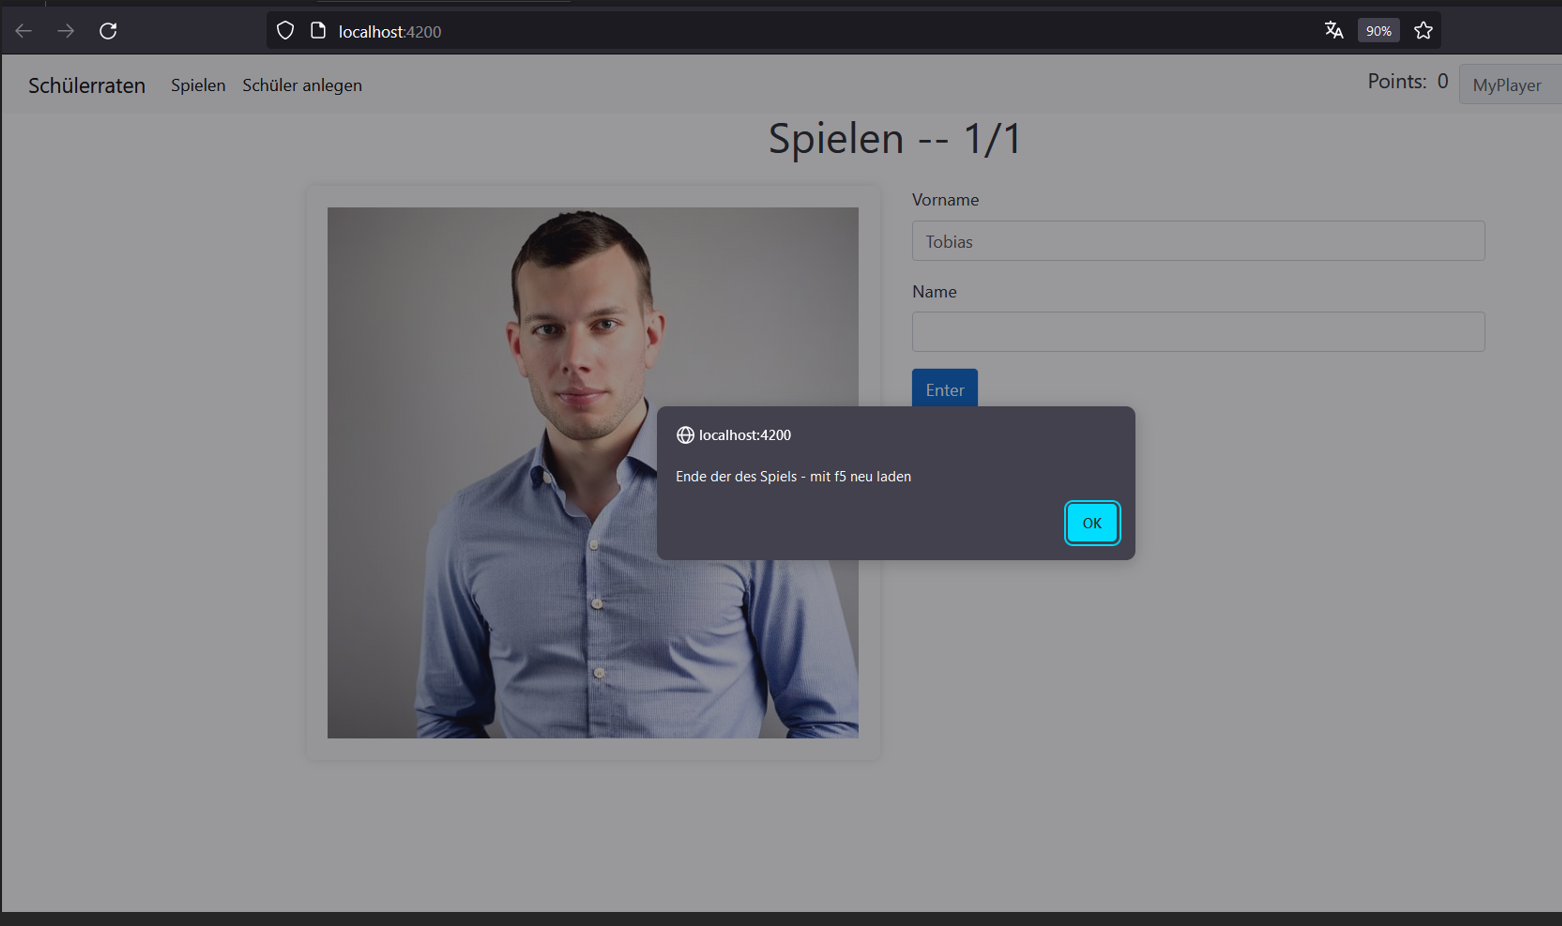 localhost:4200
90%
Schülerraten Spielen Schüler anlegen Points: 0 MyPlayer
Spielen -- 1/1
Vorname
Tobias
Name
Enter
localhost:4200
Ende der des Spiels - mit f5 neu laden
OK